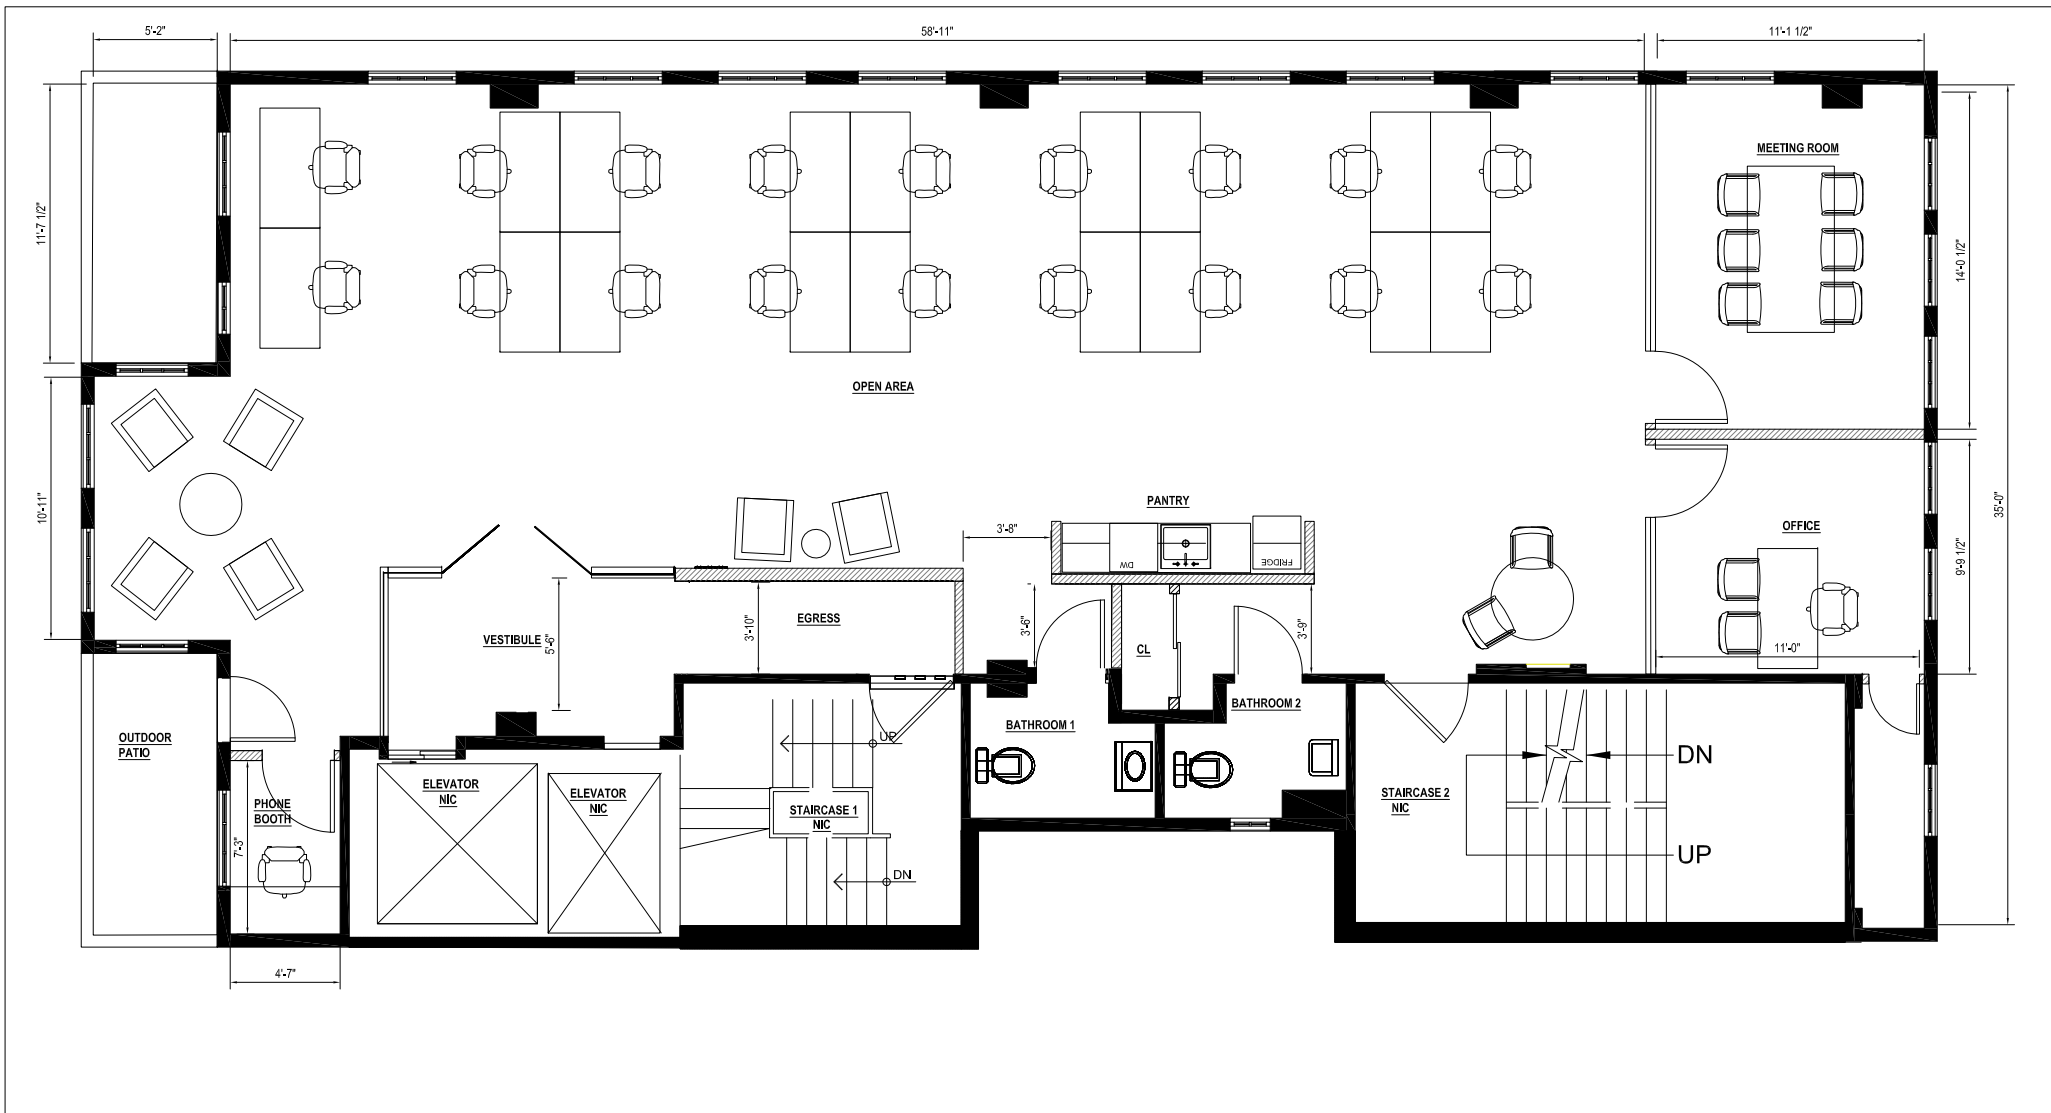 5'-2"
58'-11"
11'-1 1/2"
11'-7 1/2"
MEETING ROOM
14'-0 1/2"
OPEN AREA
10'-11"
35'-0"
PANTRY
3'-8"
OFFICE
DW
FRIDGE
9'-9 1/2"
EGRESS
3'-10"
VESTIBULE
5'-6"
3'-6"
3'-9"
CL
11'-0"
BATHROOM 1
BATHROOM 2
OUTDOOR
PATIO
UP
DN
ELEVATOR
NIC
ELEVATOR
NIC
STAIRCASE 2
NIC
PHONE
BOOTH
STAIRCASE 1
NIC
7'-3"
UP
DN
4'-7"